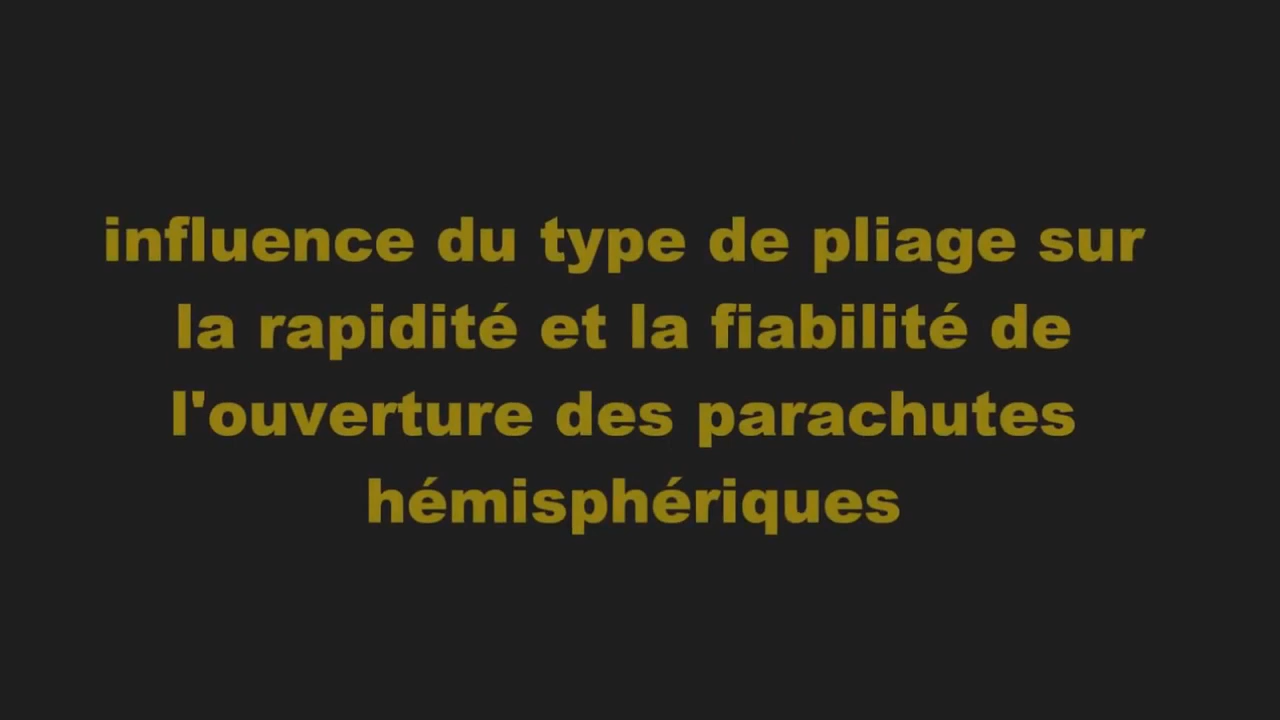 influence du type de pliage sur
la rapidité et la fiabilité de
l'ouverture des parachutes
hémisphériques